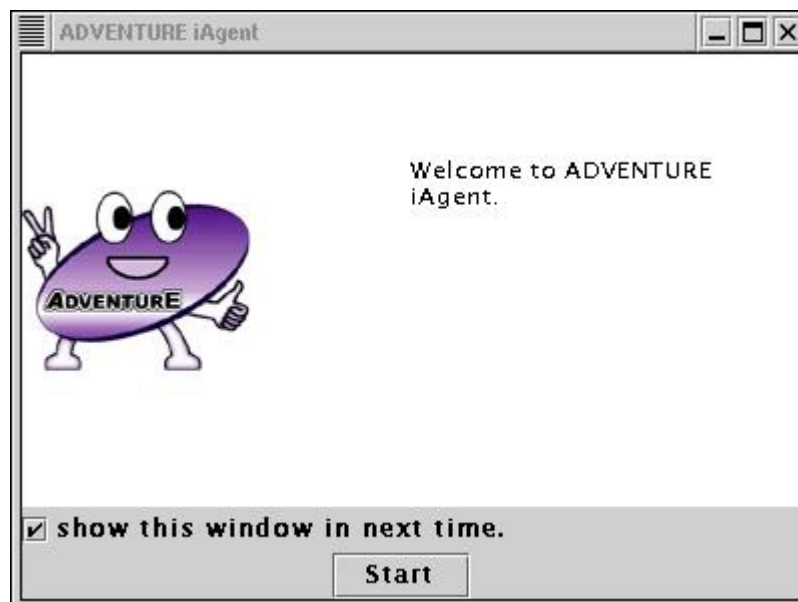 ADVENTURE iAgent
Welcome to ADVENTURE
iAgent.
ADVENTURE
show this window in next time.
Start